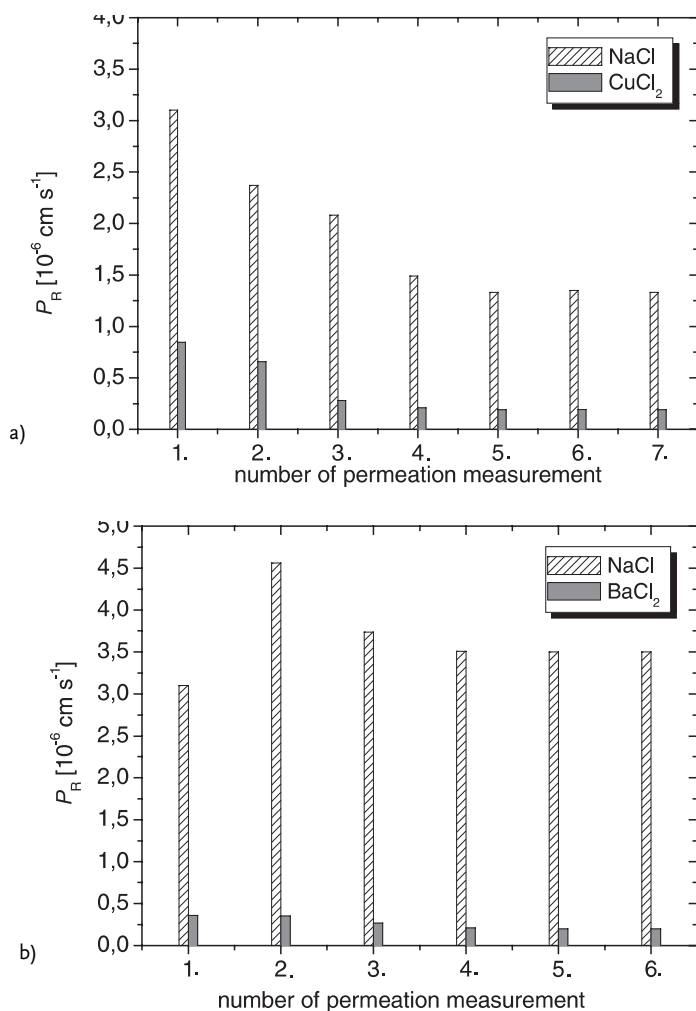 4,0
3,5
3,0
2,5
2,0
1,5
1,0
0,5
0,0
P_R [10⁻⁶ cm s⁻¹]
NaCl
CuCl₂
a)
1. 2. 3. 4. 5. 6. 7.
number of permeation measurement
5,0
4,5
4,0
3,5
3,0
2,5
2,0
1,5
1,0
0,5
0,0
P_R [10⁻⁶ cm s⁻¹]
NaCl
BaCl₂
b)
1. 2. 3. 4. 5. 6.
number of permeation measurement